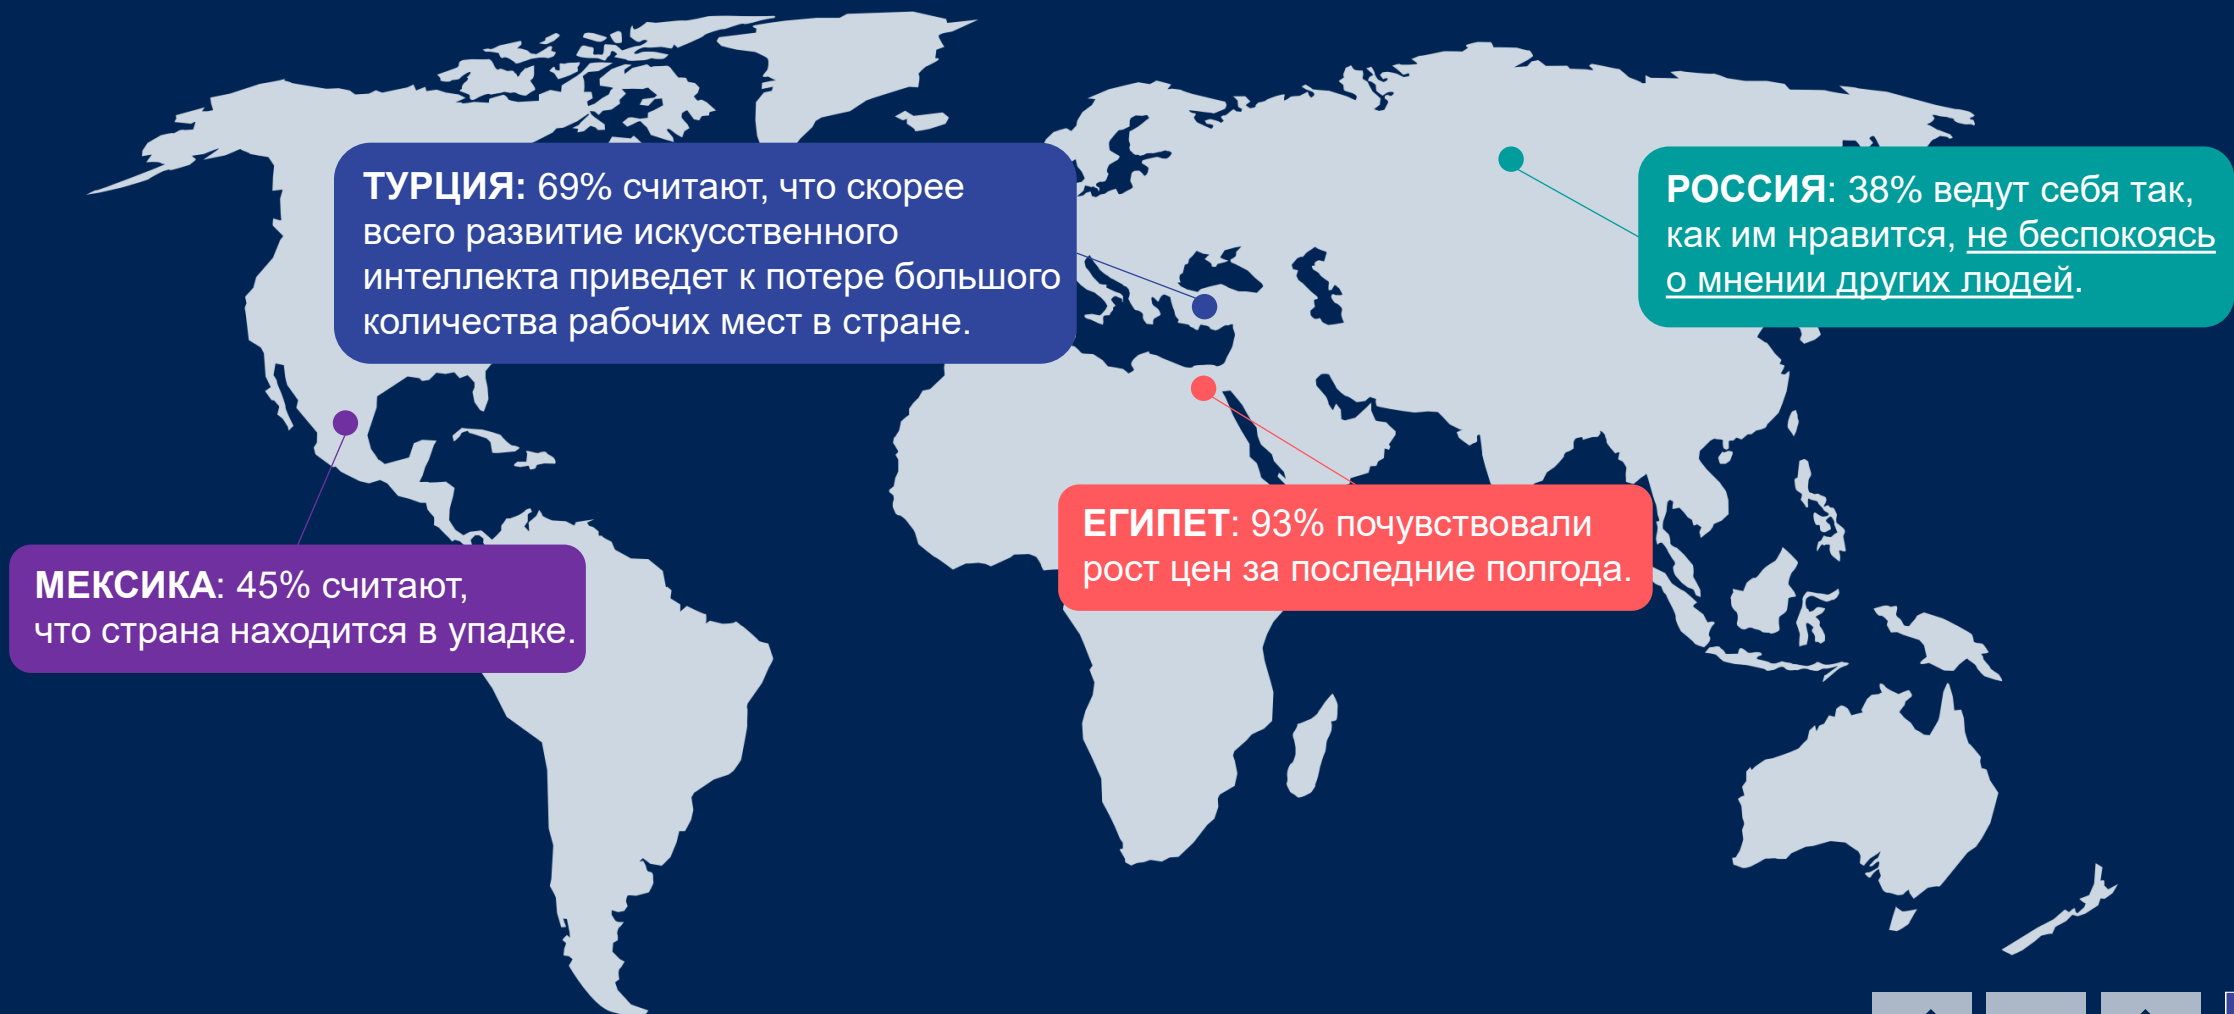 ТУРЦИЯ: 69% считают, что скорее
всего развитие искусственного
интеллекта приведет к потере большого
количества рабочих мест в стране.
РОССИЯ: 38% ведут себя так,
как им нравится, не беспокоясь
о мнении других людей.
МЕКСИКА: 45% считают,
что страна находится в упадке.
ЕГИПЕТ: 93% почувствовали
рост цен за последние полгода.